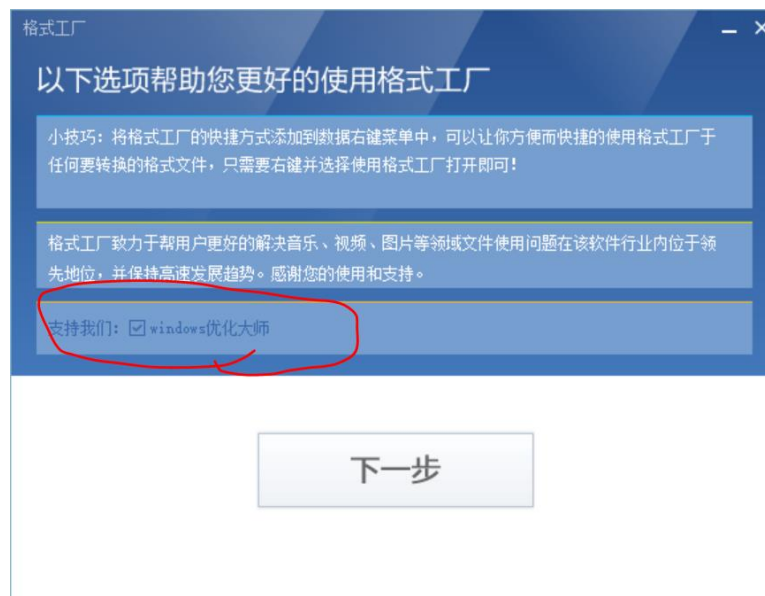 格式工厂
以下选项帮助您更好的使用格式工厂
小技巧：将格式工厂的快捷方式添加到数据右键菜单中，可以让你方便而快捷的使用格式工厂于
任何要转换的格式文件，只需要右键并选择使用格式工厂打开即可！
格式工厂致力于帮用户更好的解决音乐、视频、图片等领域文件使用问题在该软件行业内位于领
先地位，并保持高速发展趋势。感谢您的使用和支持。
支持我们：windows优化大师
下一步